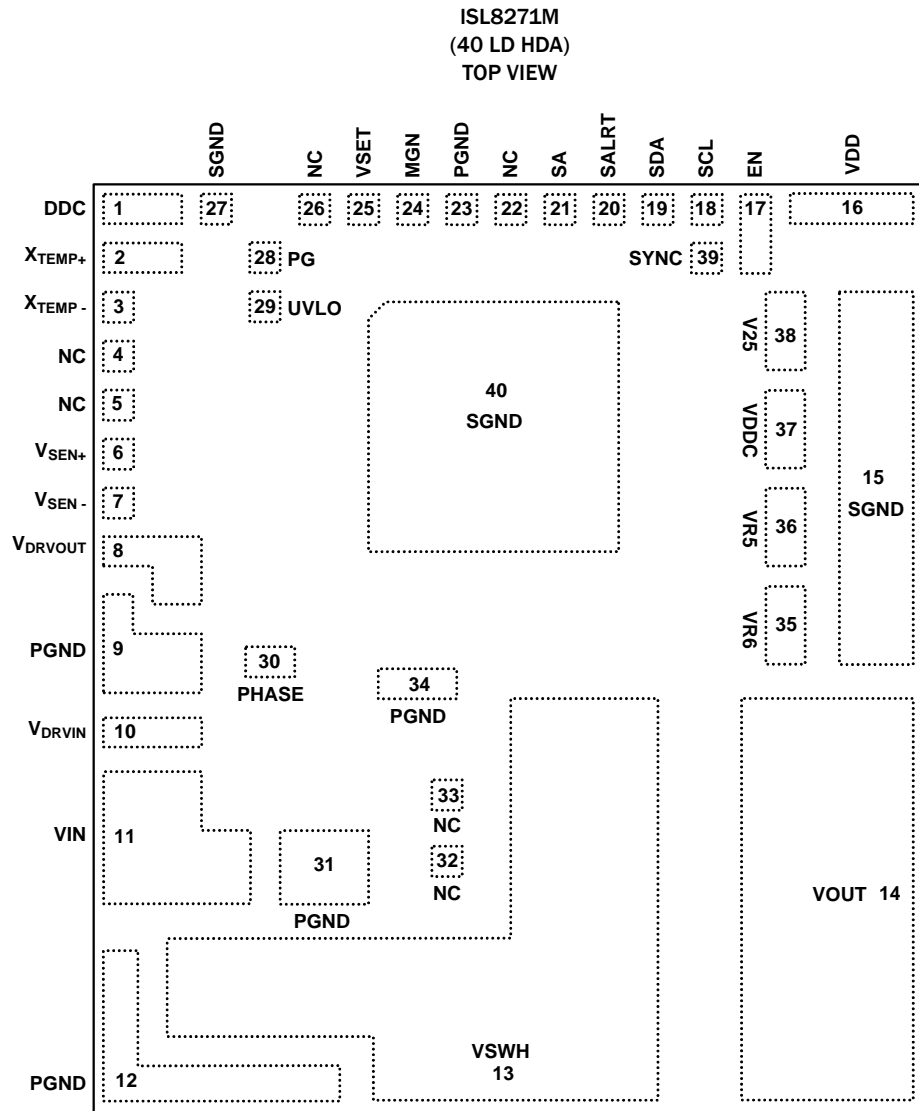 ISL8271M
(40 LD HDA)
TOP VIEW
SGND
NC
VSET
MGN
PGND
NC
SA
SALRT
SDA
SCL
EN
VDD
DDC 1
27
26
25
24
23
22
21
20
19
18
17
16
XTEMP+ 2
28 PG
SYNC 39
XTEMP - 3
29 UVLO
NC 4
NC 5
VSEN+ 6
VSEN - 7
VDRVOUT 8
40
SGND
V25 38
VDDC 37
VR5 36
VR6 35
15
SGND
PGND 9
30
PHASE
34
PGND
VDRVIN 10
VIN 11
31
PGND
33
NC
32
NC
VOUT 14
VSWH
13
PGND 12